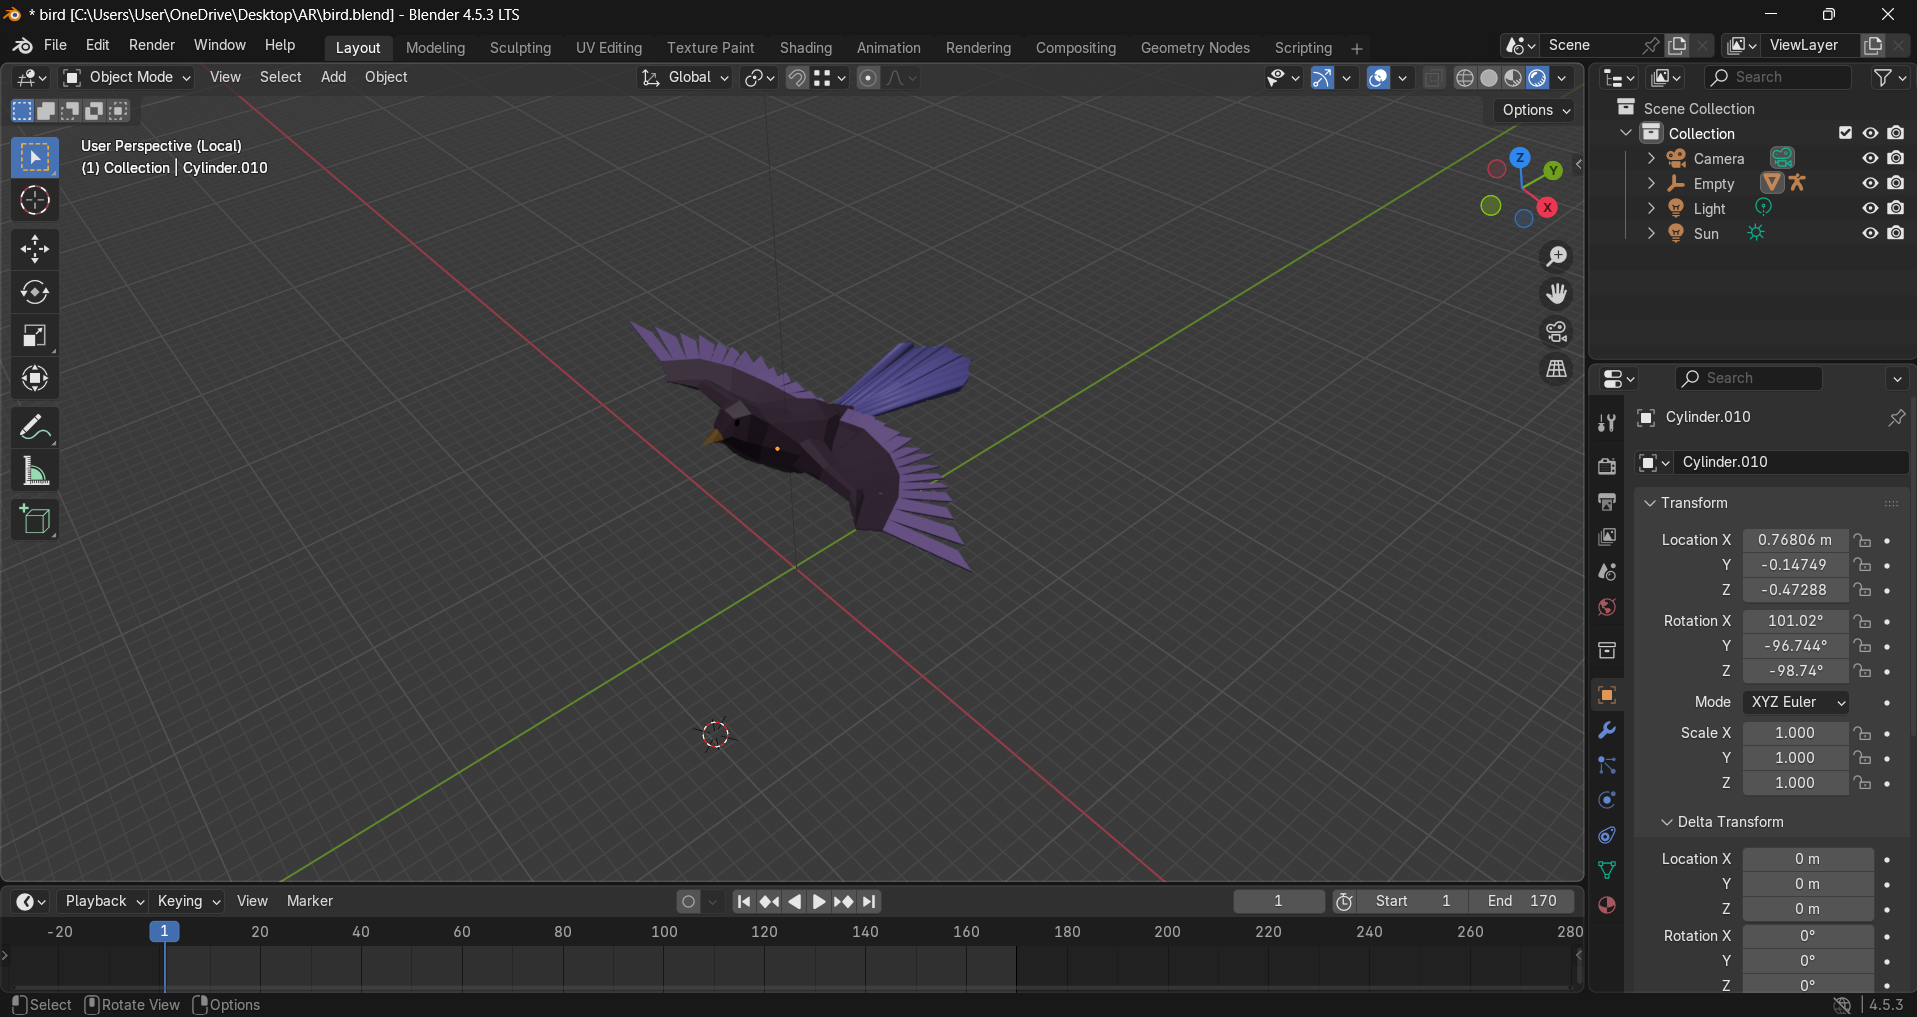 * bird [C:\Users\User\OneDrive\Desktop\AR\bird.blend] - Blender 4.5.3 LTS
File Edit Render Window Help Layout Modeling Sculpting UV Editing Texture Paint Shading Animation Rendering Compositing Geometry Nodes Scripting + Scene ViewLayer
Object Mode View Select Add Object Global Search
Options
User Perspective (Local)
(1) Collection | Cylinder.010
Z
Y
X
Scene Collection
Collection
Camera
Empty
Light
Sun
Search
Cylinder.010
Cylinder.010
Transform
Location X 0.76806 m
Y -0.14749
Z -0.47288
Rotation X 101.02°
Y -96.744°
Z -98.74°
Mode XYZ Euler
Scale X 1.000
Y 1.000
Z 1.000
Delta Transform
Location X 0 m
Y 0 m
Z 0 m
Rotation X 0°
Y 0°
Z 0°
Playback Keying View Marker 1 Start 1 End 170
-20 1 20 40 60 80 100 120 140 160 180 200 220 240 260 280
Select Rotate View Options 4.5.3